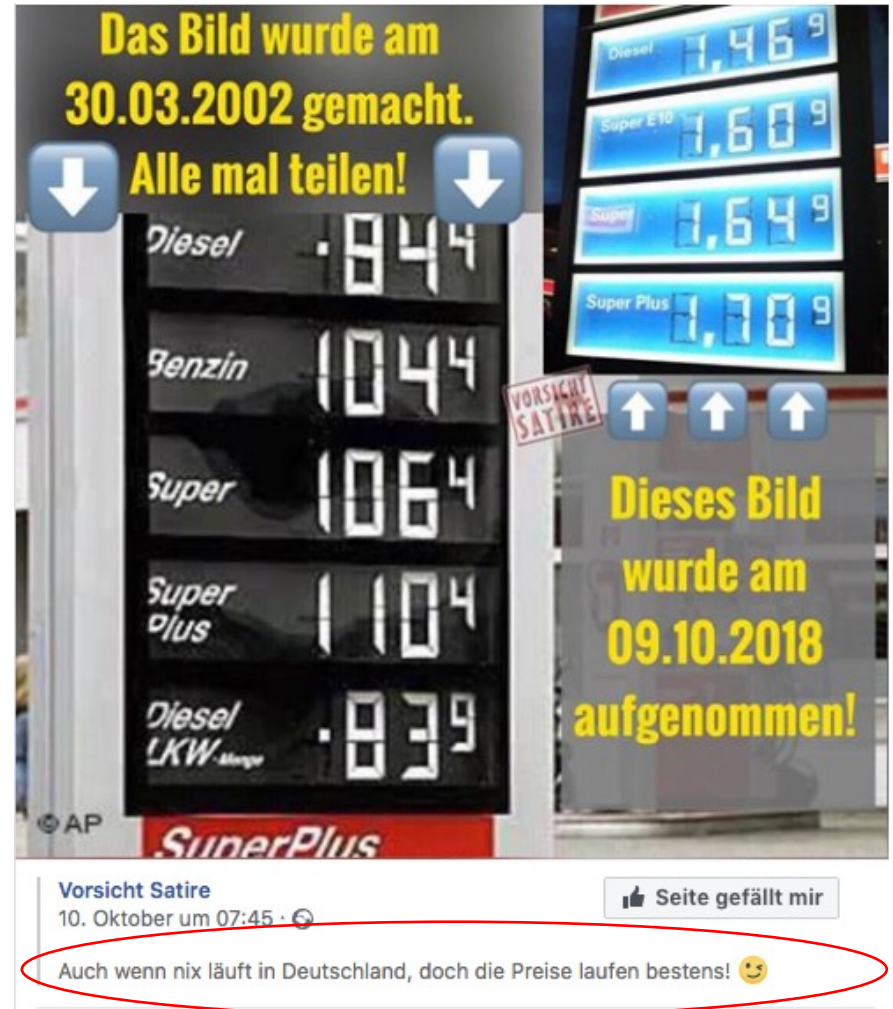 Das Bild wurde am
30.03.2002 gemacht.
Alle mal teilen!
Diesel .844
Benzin 1044
Super 1064
Super
Plus 1104
Diesel
LKW-Menge .839
SuperPlus
© AP
Diesel 1,469
Super E10 1,609
Super 1,649
Super Plus 1,709
VORSICHT
SATIRE
Dieses Bild
wurde am
09.10.2018
aufgenommen!
Vorsicht Satire
Seite gefällt mir
10. Oktober um 07:45 ·
Auch wenn nix läuft in Deutschland, doch die Preise laufen bestens! 😉